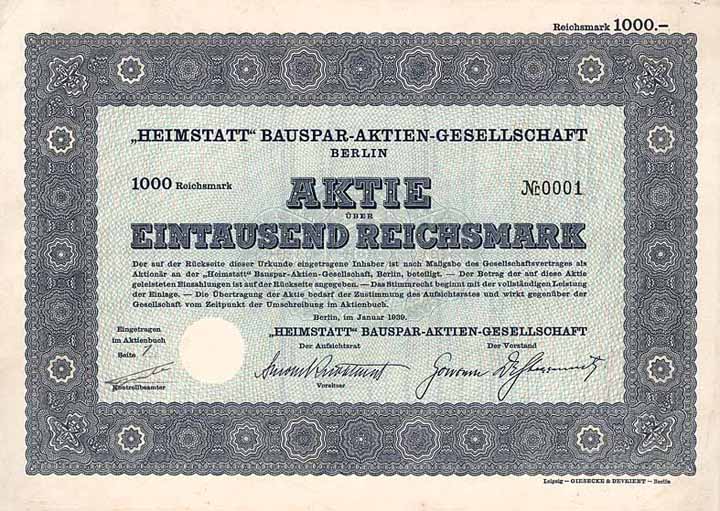 Reichsmark 1000.—
„HEIMSTATT“ BAUSPAR-AKTIEN-GESELLSCHAFT
BERLIN
1000 Reichsmark AKTIE № 0001
ÜBER
EINTAUSEND REICHSMARK
Der auf der Rückseite dieser Urkunde eingetragene Inhaber ist nach Maßgabe des Gesellschaftsvertrages als
Aktionär an der „Heimstatt“ Bauspar-Aktien-Gesellschaft, Berlin, beteiligt. — Der Betrag der auf diese Aktie
geleisteten Einzahlungen ist auf der Rückseite angegeben. — Das Stimmrecht beginnt mit der vollständigen Leistung
der Einlage. — Die Übertragung der Aktie bedarf der Zustimmung des Aufsichtsrates und wirkt gegenüber der
Gesellschaft vom Zeitpunkt der Umschreibung im Aktienbuch.
Berlin, im Januar 1939.
Eingetragen
im Aktienbuch
Seite 1
Kontrollbeamter
„HEIMSTATT“ BAUSPAR-AKTIEN-GESELLSCHAFT
Der Aufsichtsrat Der Vorstand
Vorsitzer
Leipzig — GIESECKE & DEVRIENT — Berlin